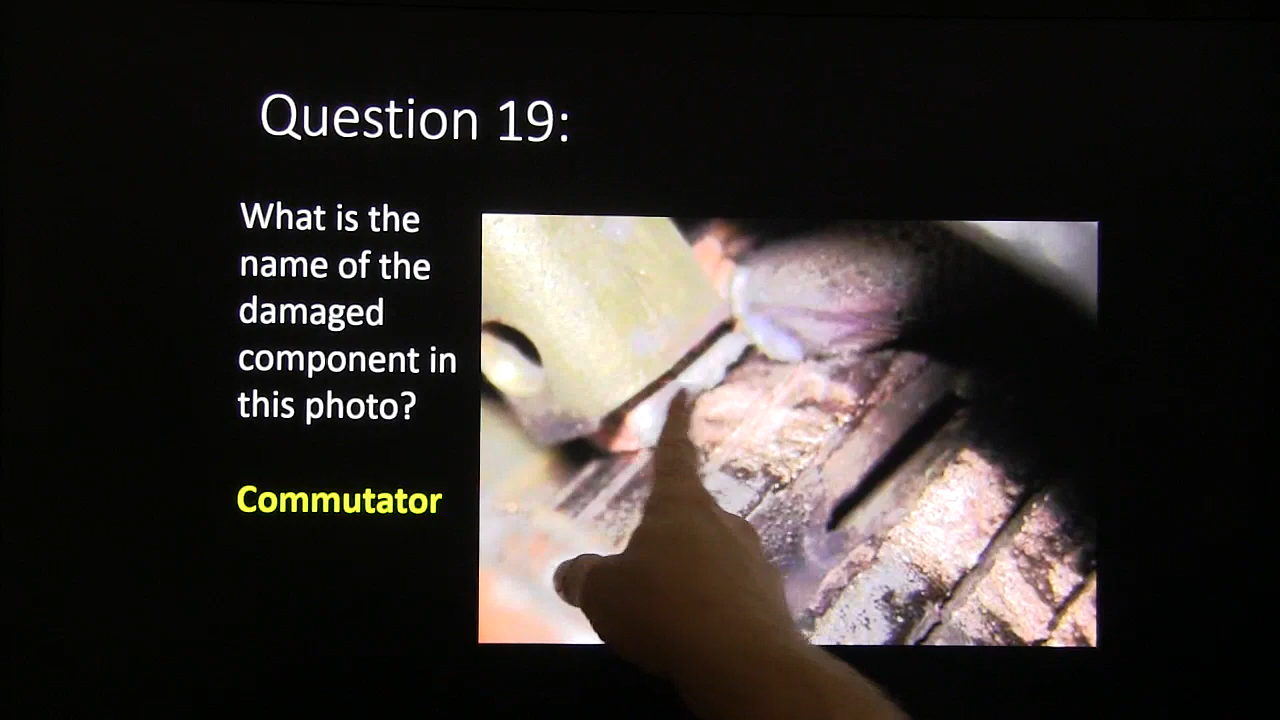 Question 19:
What is the
name of the
damaged
component in
this photo?
Commutator